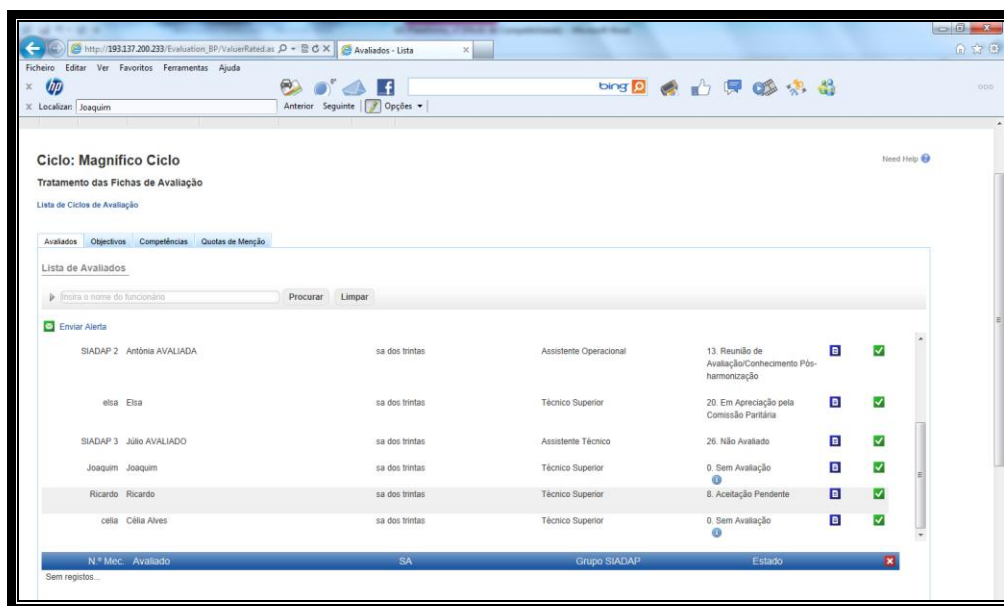 http://193.137.200.233/Evaluation_BP/ValuerRated.as
Avaliados - Lista
Ficheiro Editar Ver Favoritos Ferramentas Ajuda
hp
bing
Localizar: Joaquim
Anterior Seguinte Opções
Ciclo: Magnífico Ciclo
Need Help
Tratamento das Fichas de Avaliação
Lista de Ciclos de Avaliação
Avaliados Objectivos Competências Quotas de Menção
Lista de Avaliados
Insira o nome do funcionário Procurar Limpar
Enviar Alerta
SIADAP 2 Antónia AVALIADA sa dos trintas Assistente Operacional 13. Reunião de
Avaliação/Conhecimento Pós-
harmonização
elsa Elsa sa dos trintas Técnico Superior 20. Em Apreciação pela
Comissão Paritária
SIADAP 3 Júlio AVALIADO sa dos trintas Assistente Técnico 26. Não Avaliado
Joaquim Joaquim sa dos trintas Técnico Superior 0. Sem Avaliação
Ricardo Ricardo sa dos trintas Técnico Superior 8. Aceitação Pendente
celia Célia Alves sa dos trintas Técnico Superior 0. Sem Avaliação
N.º Mec. Avaliado SA Grupo SIADAP Estado
Sem registos...